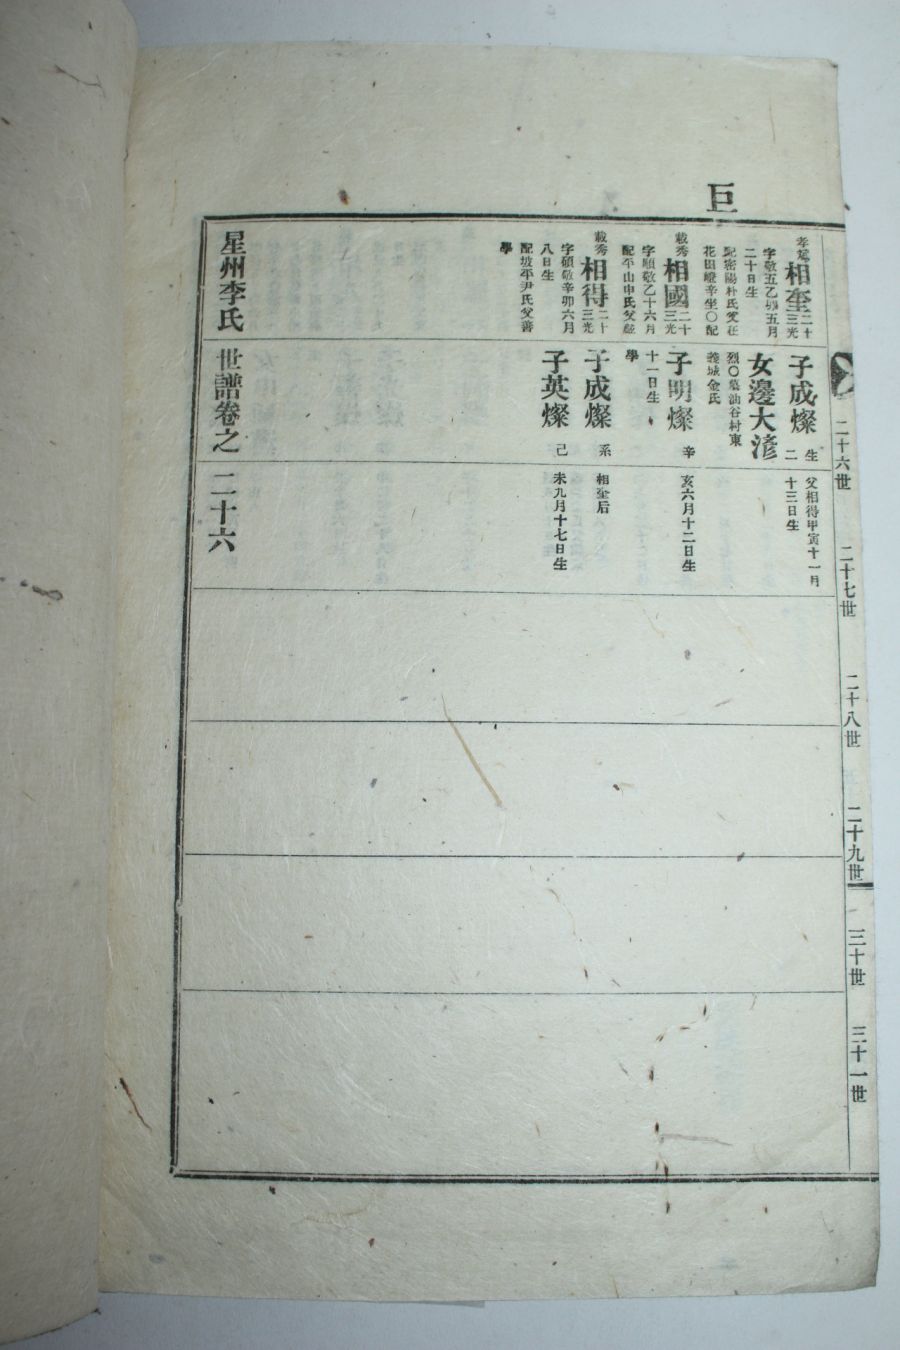 巨
二十六世
二十七世
二十八世
二十九世
三十世
三十一世
相奎 二十三光
字敬五乙卯五月
二十日生
配密陽朴氏父在
花田嶝辛坐○配
烈○墓油谷村東
義城金氏
子成燦 生父相得甲寅十一月
二十三日生
女邊大
載秀 相國 二十三光
字順敬乙十六月
十一日生
配平山申氏父
學
子明燦 辛亥六月十二日生
載秀 相得 二十三光
字碩敬辛卯六月
八日生
配坡平尹氏父善
學
子成燦 系相奎后
子英燦 己未九月十七日生
星州李氏世譜卷之二十六